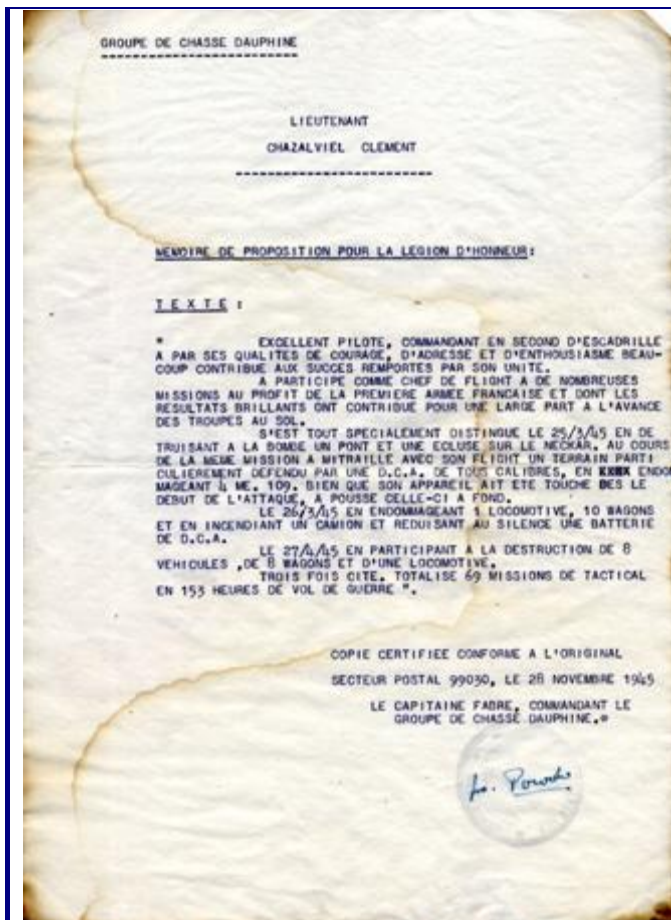 GROUPE DE CHASSE DAUPHINE
LIEUTENANT
CHAZALVIEL CLEMENT
MEMOIRE DE PROPOSITION POUR LA LEGION D'HONNEUR:
TEXTE :
" EXCELLENT PILOTE, COMMANDANT EN SECOND D'ESCADRILLE
A PAR SES QUALITES DE COURAGE, D'ADRESSE ET D'ENTHOUSIASME BEAU-
COUP CONTRIBUE AUX SUCCES REMPORTES PAR SON UNITE.
A PARTICIPE COMME CHEF DE FLIGHT A DE NOMBREUSES
MISSIONS AU PROFIT DE LA PREMIERE ARMEE FRANCAISE ET DONT LES
RESULTATS BRILLANTS ONT CONTRIBUE POUR UNE LARGE PART A L'AVANCE
DES TROUPES AU SOL.
S'EST TOUT SPECIALEMENT DISTINGUE LE 25/3/45 EN DE
TRUISANT A LA BOMBE UN PONT ET UNE ECLUSE SUR LE NECKAR. AU COURS
DE LA MEME MISSION A MITRAILLE AVEC SON FLIGHT UN TERRAIN PARTI
CULIEREMENT DEFENDU PAR UNE D.C.A. DE TOUS CALIBRES, EN ENDOM
MAGEANT 4 ME. 109. BIEN QUE SON APPAREIL AIT ETE TOUCHE DES LE
DEBUT DE L'ATTAQUE, A POUSSE CELLE-CI A FOND.
LE 26/3/45 EN ENDOMMAGEANT 1 LOCOMOTIVE, 10 WAGONS
ET EN INCENDIANT UN CAMION ET REDUISANT AU SILENCE UNE BATTERIE
DE D.C.A.
LE 27/4/45 EN PARTICIPANT A LA DESTRUCTION DE 8
VEHICULES ,DE 8 WAGONS ET D'UNE LOCOMOTIVE.
TROIS FOIS CITE. TOTALISE 69 MISSIONS DE TACTICAL
EN 153 HEURES DE VOL DE GUERRE ".
COPIE CERTIFIEE CONFORME A L'ORIGINAL
SECTEUR POSTAL 99030, LE 28 NOVEMBRE 1945
LE CAPITAINE FABRE, COMMANDANT LE
GROUPE DE CHASSE DAUPHINE.